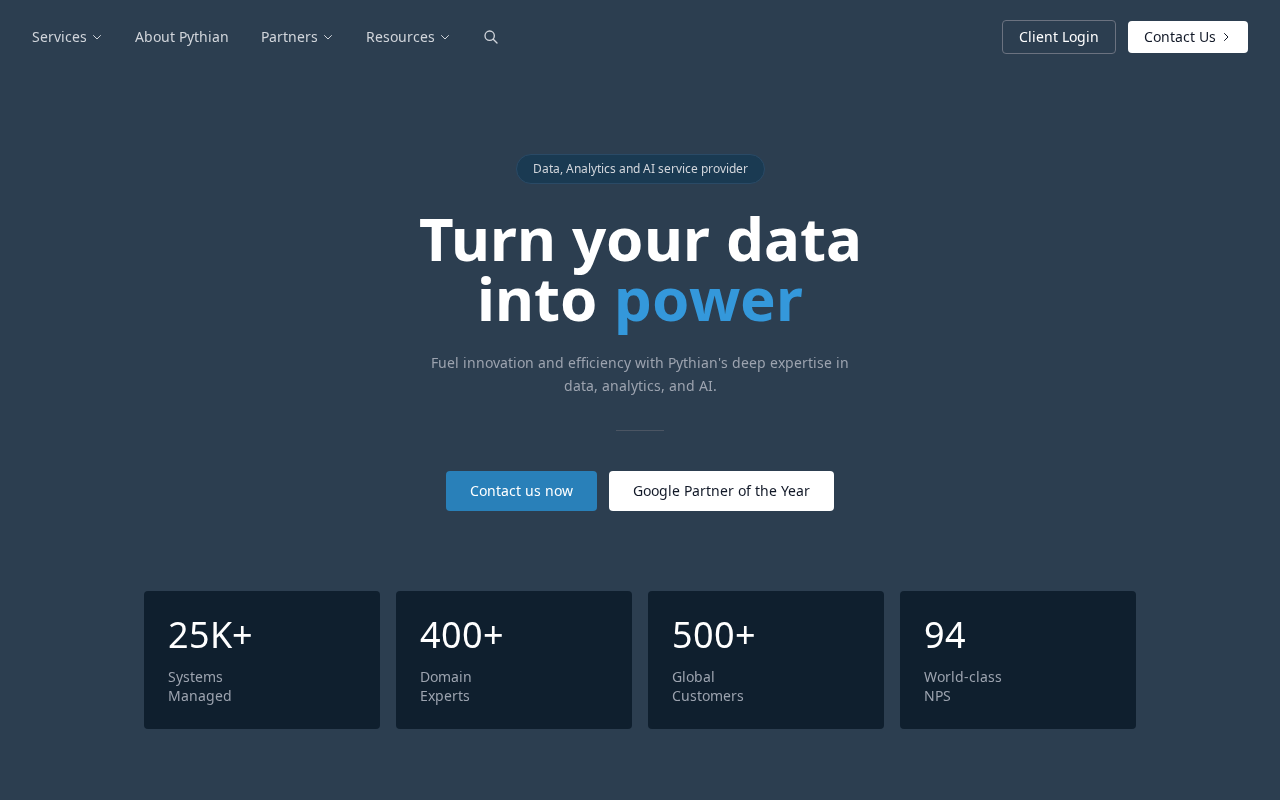 Services
About Pythian
Partners
Resources
Client Login
Contact Us
Data, Analytics and AI service provider
Turn your data
into power
Fuel innovation and efficiency with Pythian's deep expertise in
data, analytics, and AI.
Contact us now
Google Partner of the Year
25K+
Systems
Managed
400+
Domain
Experts
500+
Global
Customers
94
World-class
NPS